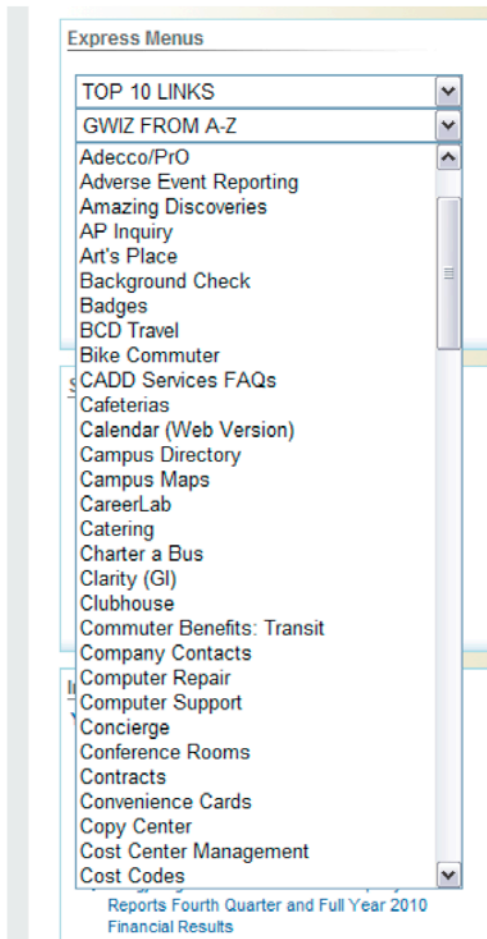 Express Menus
TOP 10 LINKS
GWIZ FROM A-Z
Adecco/PrO
Adverse Event Reporting
Amazing Discoveries
AP Inquiry
Art's Place
Background Check
Badges
BCD Travel
Bike Commuter
CADD Services FAQs
Cafeterias
Calendar (Web Version)
Campus Directory
Campus Maps
CareerLab
Catering
Charter a Bus
Clarity (GI)
Clubhouse
Commuter Benefits: Transit
Company Contacts
Computer Repair
Computer Support
Concierge
Conference Rooms
Contracts
Convenience Cards
Copy Center
Cost Center Management
Cost Codes
Reports Fourth Quarter and Full Year 2010
Financial Results